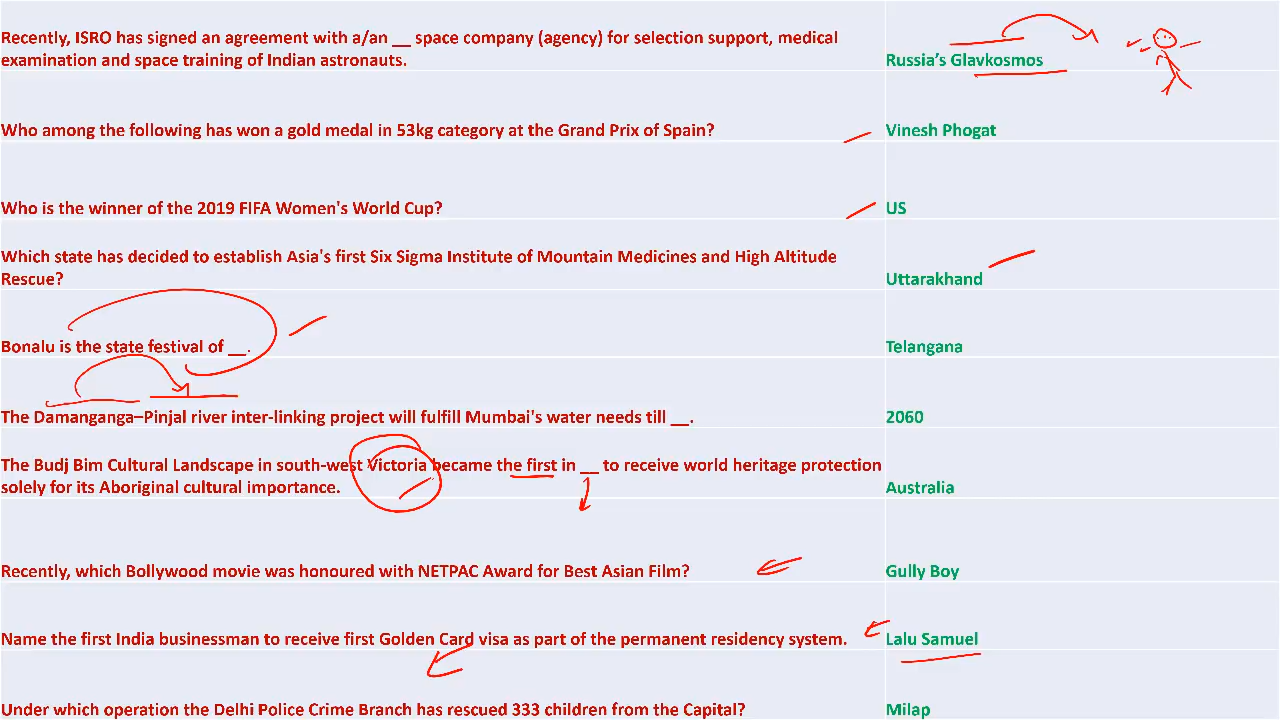 Recently, ISRO has signed an agreement with a/an __ space company (agency) for selection support, medical
examination and space training of Indian astronauts.
Russia's Glavkosmos
Who among the following has won a gold medal in 53kg category at the Grand Prix of Spain?
Vinesh Phogat
Who is the winner of the 2019 FIFA Women's World Cup?
US
Which state has decided to establish Asia's first Six Sigma Institute of Mountain Medicines and High Altitude
Rescue?
Uttarakhand
Bonalu is the state festival of __.
Telangana
The Damanganga–Pinjal river inter-linking project will fulfill Mumbai's water needs till __.
2060
The Budj Bim Cultural Landscape in south-west Victoria became the first in __ to receive world heritage protection
solely for its Aboriginal cultural importance.
Australia
Recently, which Bollywood movie was honoured with NETPAC Award for Best Asian Film?
Gully Boy
Name the first India businessman to receive first Golden Card visa as part of the permanent residency system.
Lalu Samuel
Under which operation the Delhi Police Crime Branch has rescued 333 children from the Capital?
Milap